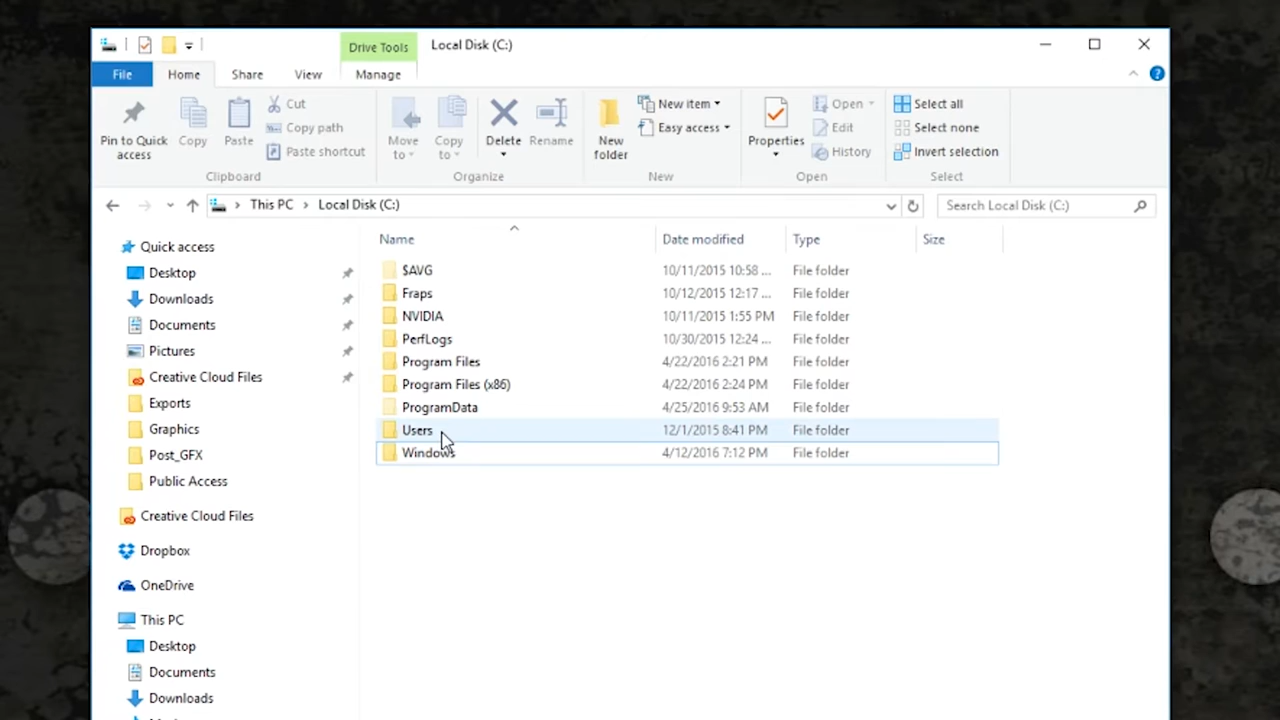 Drive Tools
Local Disk (C:)
File
Home
Share
View
Manage
Pin to Quick access
Copy
Paste
Cut
Copy path
Paste shortcut
Clipboard
Move to
Copy to
Delete
Rename
Organize
New folder
New item
Easy access
New
Properties
Open
Edit
History
Open
Select all
Select none
Invert selection
Select
This PC > Local Disk (C:)
Search Local Disk (C:)
Quick access
Desktop
Downloads
Documents
Pictures
Creative Cloud Files
Exports
Graphics
Post_GFX
Public Access
Creative Cloud Files
Dropbox
OneDrive
This PC
Desktop
Documents
Downloads
Name Date modified Type Size
$AVG 10/11/2015 10:58 ... File folder
Fraps 10/12/2015 12:17 ... File folder
NVIDIA 10/11/2015 1:55 PM File folder
PerfLogs 10/30/2015 12:24 ... File folder
Program Files 4/22/2016 2:21 PM File folder
Program Files (x86) 4/22/2016 2:24 PM File folder
ProgramData 4/25/2016 9:53 AM File folder
Users 12/1/2015 8:41 PM File folder
Windows 4/12/2016 7:12 PM File folder